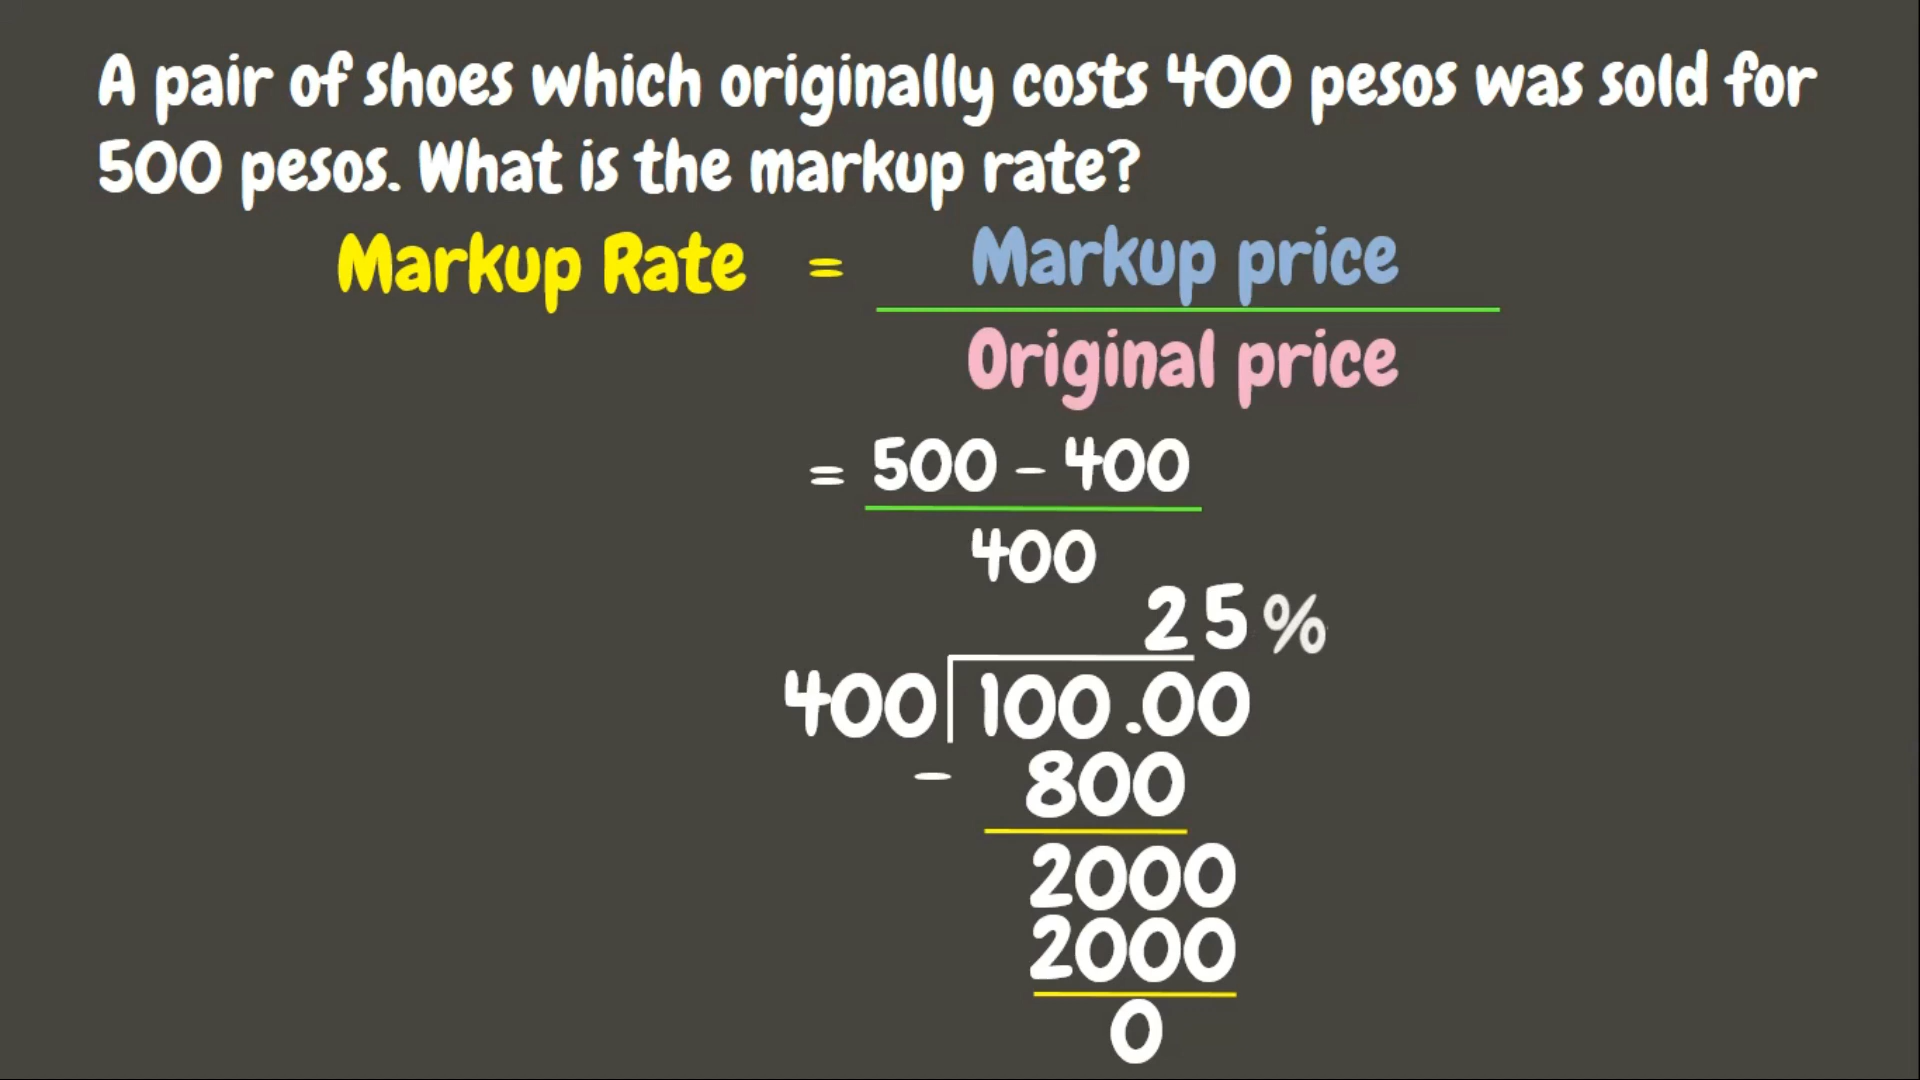 A pair of shoes which originally costs 400 pesos was sold for
500 pesos. What is the markup rate?
Markup Rate = Markup price
Original price
= 500 - 400
400
25%
400 100.00
- 800
2000
2000
0